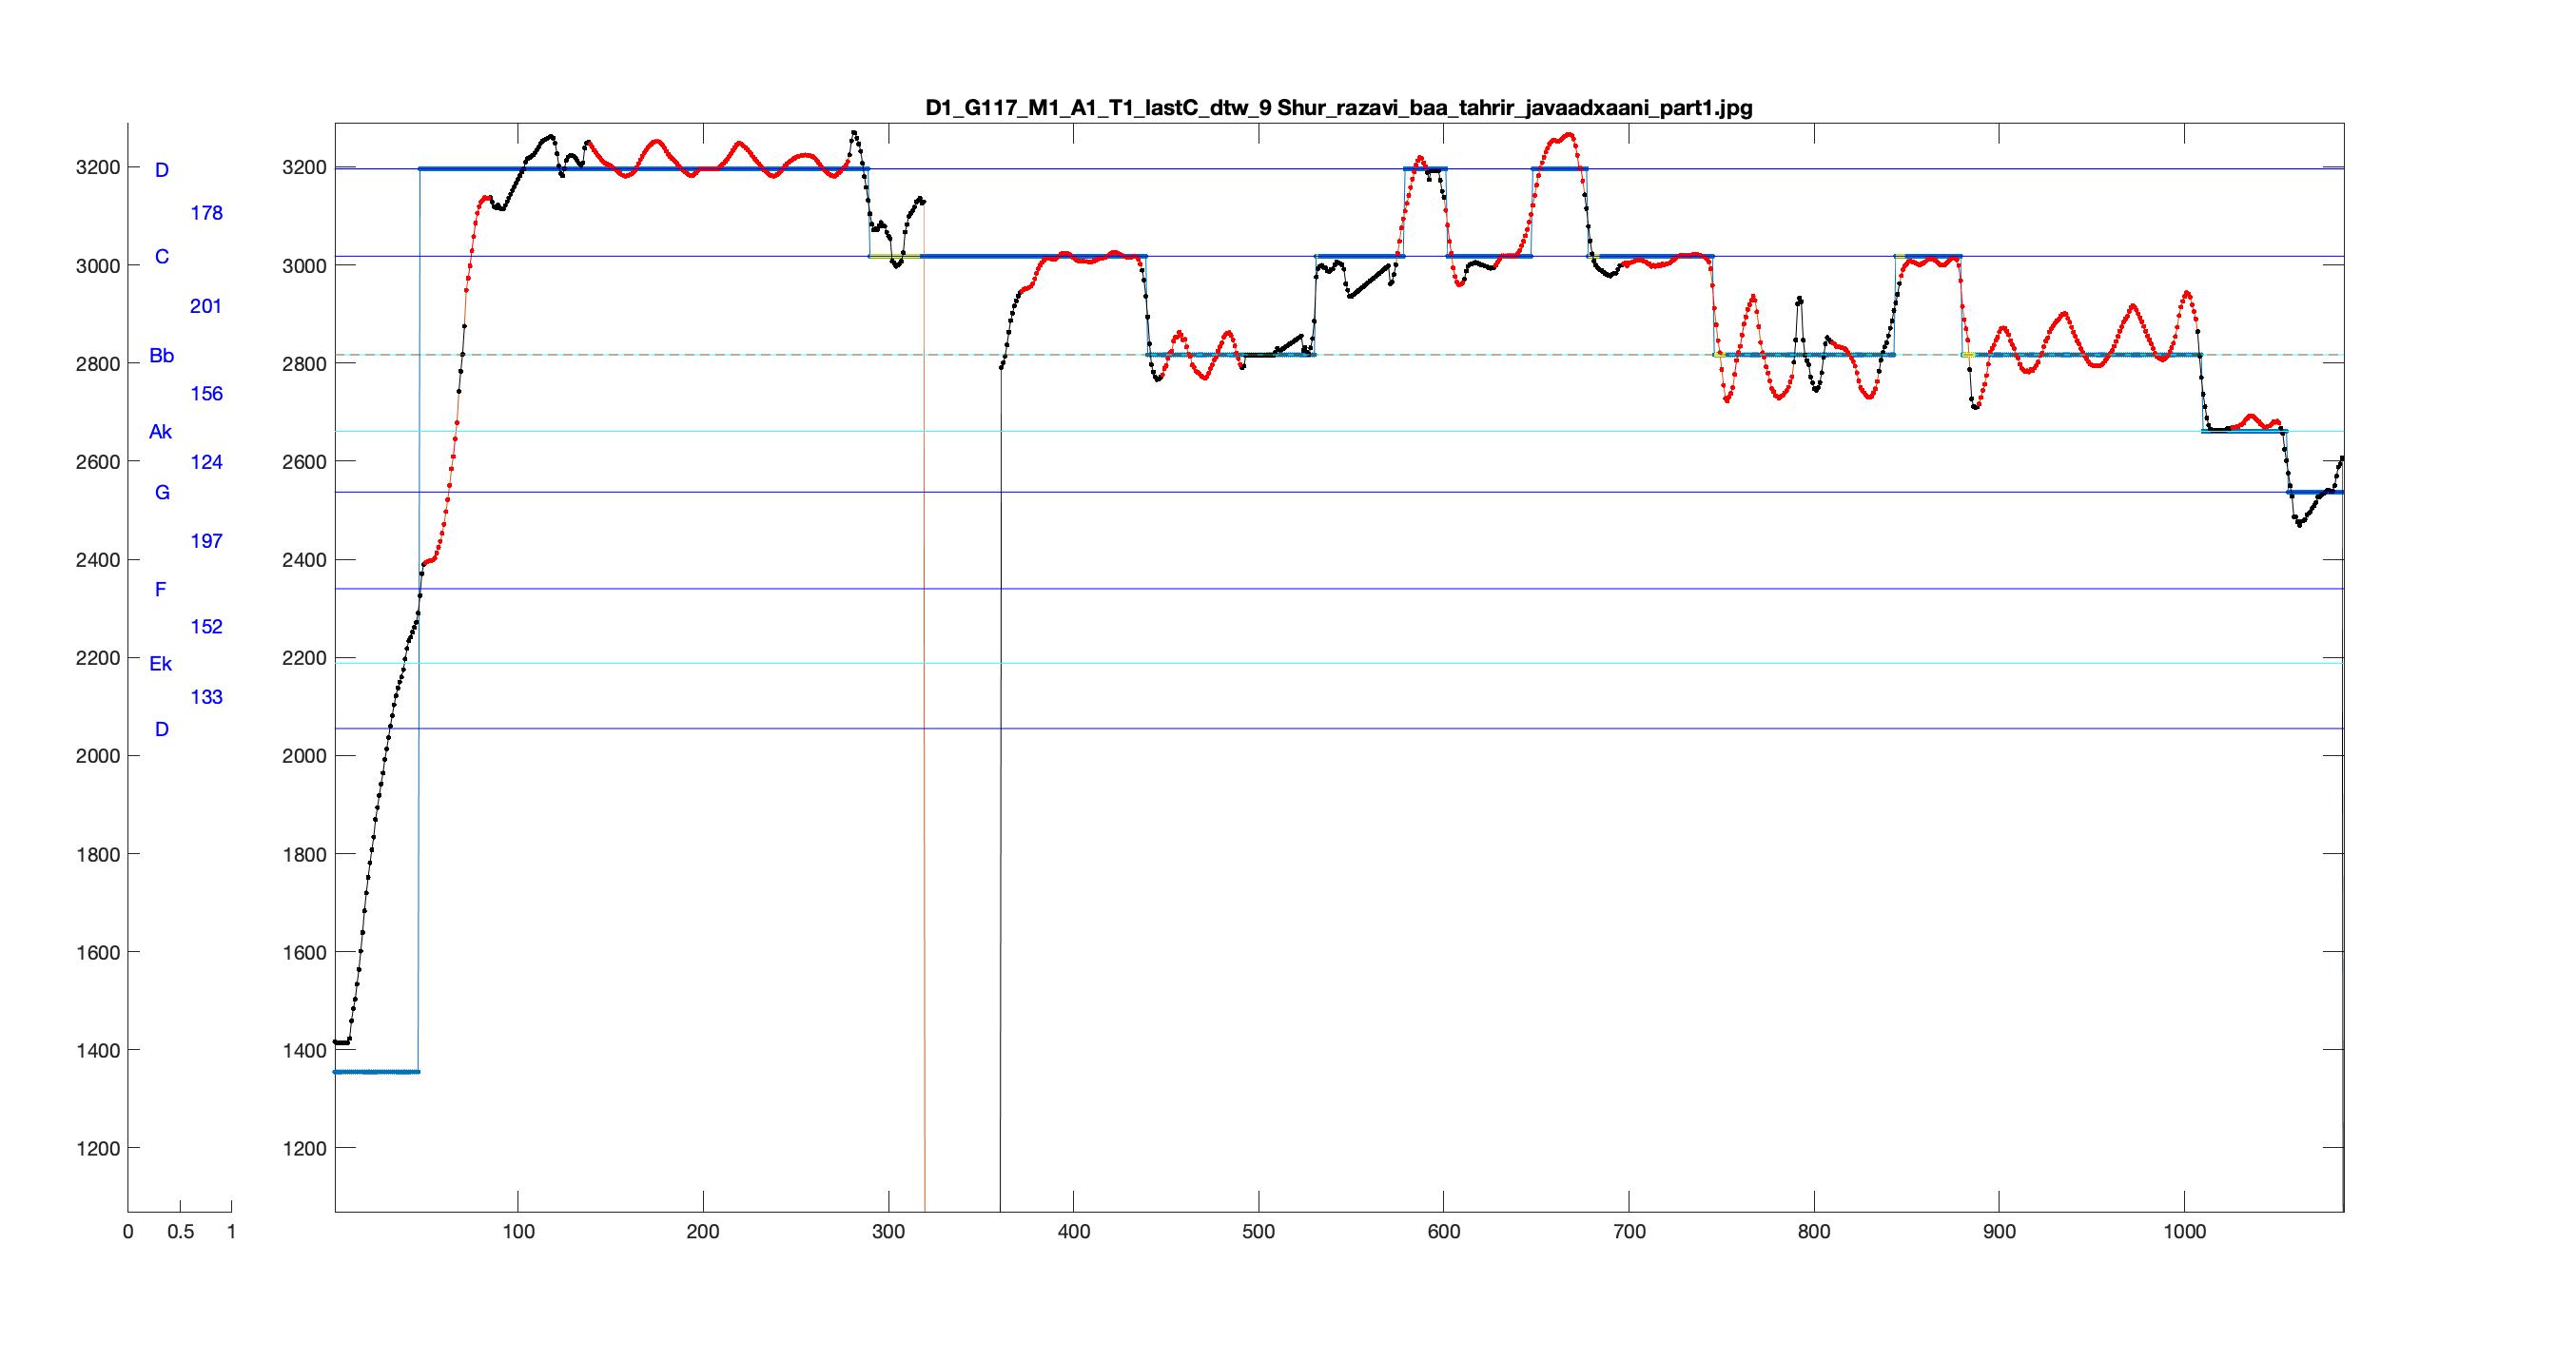 D1_G117_M1_A1_T1_lastC_dtw_9 Shur_razavi_baa_tahrir_javaadxaani_part1.jpg
3200 D 3200
178
C
3000 3000
201
Bb
2800 2800
156
Ak
124
2600 2600
G
197
2400 2400
F
152
2200 Ek 2200
133
D
2000 2000
1800 1800
1600 1600
1400 1400
1200 1200
0 0.5 1 100 200 300 400 500 600 700 800 900 1000